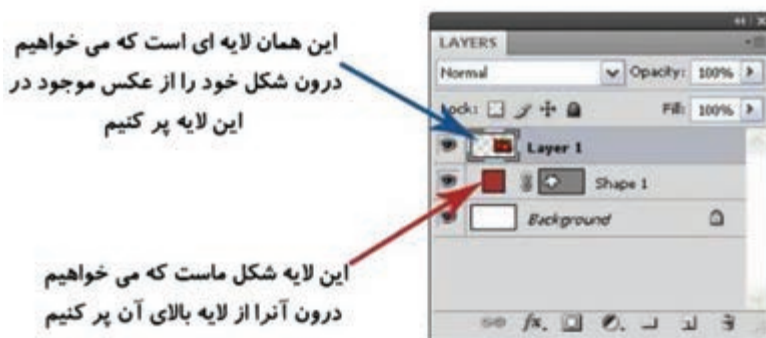 این همان لایه ای است که می خواهیم
درون شکل خود را از عکس موجود در
این لایه پر کنیم
این لایه شکل ماست که می خواهیم
درون آنرا از لایه بالای آن پر کنیم
LAYERS
Normal Opacity: 100%
Lock: Fill: 100%
Layer 1
Shape 1
Background
fx.